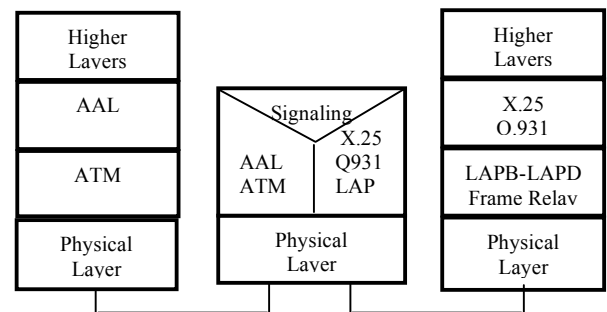 Higher
Lavers
AAL
ATM
Physical
Layer
Signaling
X.25
AAL Q931
ATM LAP
Physical
Laver
Higher
Lavers
X.25
O.931
LAPB-LAPD
Frame Relav
Physical
Layer